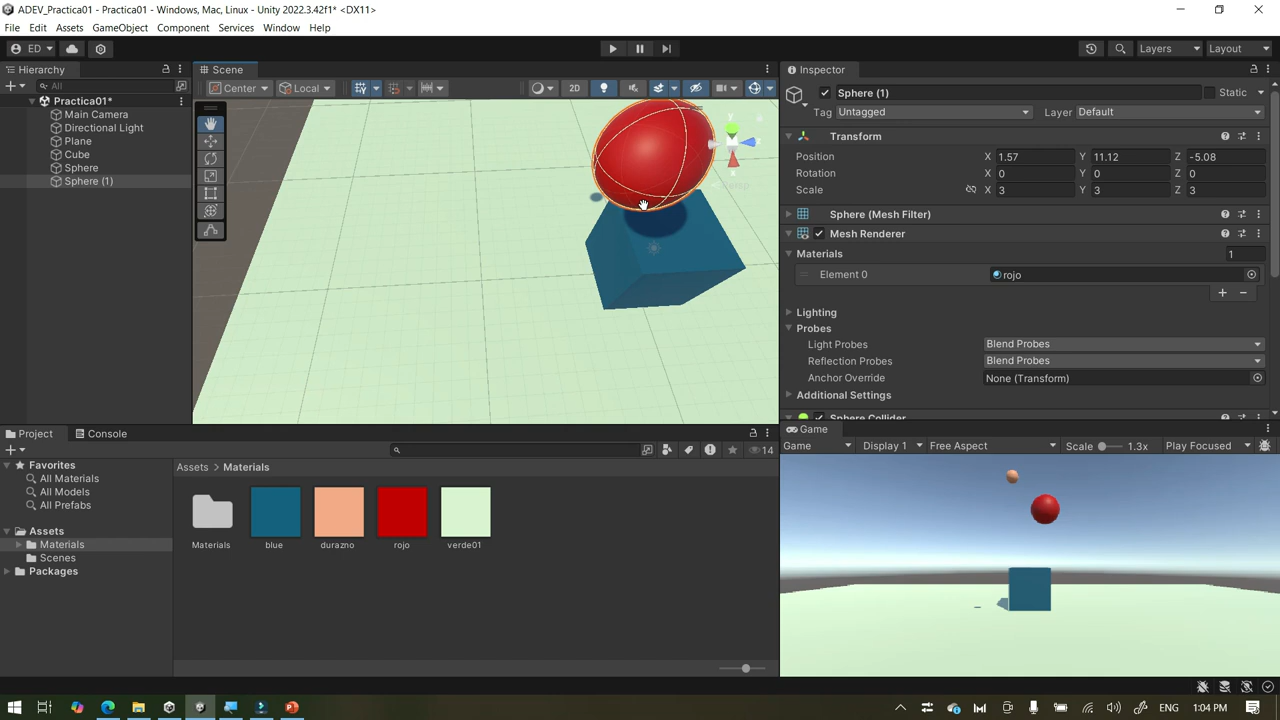 ADEV_Practica01 - Practica01 - Windows, Mac, Linux - Unity 2022.3.42f1* <DX11>
File Edit Assets GameObject Component Services Window Help
ED Layers Layout
Hierarchy
All
Practica01*
Main Camera
Directional Light
Plane
Cube
Sphere
Sphere (1)
Scene
Center Local 2D
y
x
Persp
Inspector
Sphere (1) Static
Tag Untagged Layer Default
Transform
Position X 1.57 Y 11.12 Z -5.08
Rotation X 0 Y 0 Z 0
Scale X 3 Y 3 Z 3
Sphere (Mesh Filter)
Mesh Renderer
Materials 1
Element 0 rojo
Lighting
Probes
Light Probes Blend Probes
Reflection Probes Blend Probes
Anchor Override None (Transform)
Additional Settings
Sphere Collider
Project Console
14
Favorites
All Materials
All Models
All Prefabs
Assets
Materials
Scenes
Packages
Assets > Materials
Materials blue durazno rojo verde01
Game
Game Display 1 Free Aspect Scale 1.3x Play Focused
ENG 1:04 PM